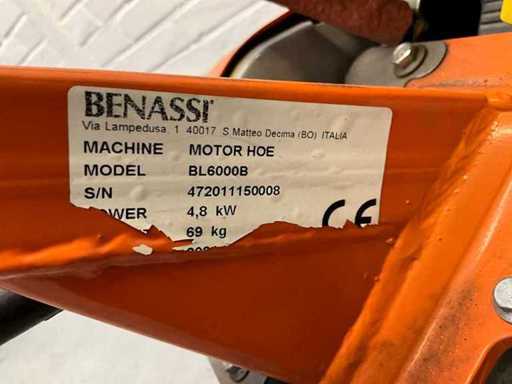 BENASSI
Via Lampedusa, 1 40017 S.Matteo Decima (BO) ITALIA
MACHINE MOTOR HOE
MODEL BL6000B
S/N 472011150008
4,8 kW
69 kg
CE